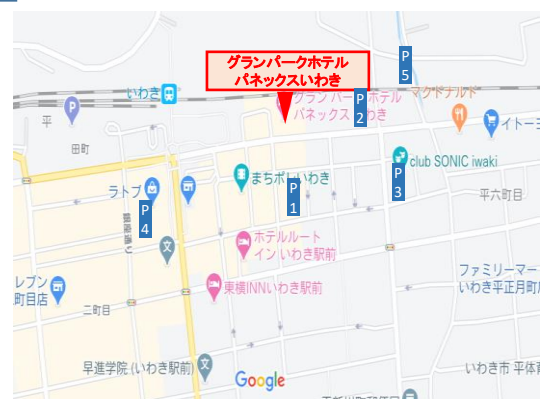 グランパークホテル
パネックスいわき
P
5
いわき
グラン パークホテル
パネックス いわき
P
2
マクドナルド
平
P
イトーヨ
田町
club SONIC iwaki
まちポレいわき
P
1
P
3
ラトブ
P
4
平六町目
銀座通り
文
ホテルルート
イン いわき駅前
レブン
町目店
東横INNいわき駅前
ファミリーマー
いわき平正月町
二町目
早進学院 (いわき駅前)
文
Google
いわき市 平体育